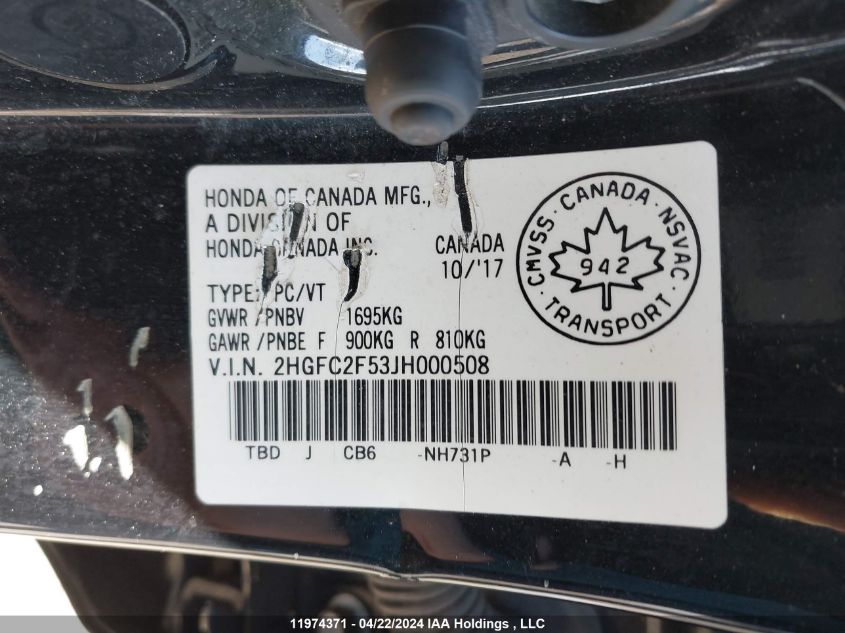 HONDA OF CANADA MFG.,
A DIVISION OF
HONDA CANADA INC.
CANADA
10/'17
TYPE: PC/VT
GVWR /PNBV 1695KG
GAWR /PNBE F 900KG R 810KG
V.I.N. 2HGFC2F53JH000508
TBD J CB6 -NH731P -A -H
CMVSS · CANADA · NSVAC ·
942
TRANSPORT
11974371 - 04/22/2024 IAA Holdings , LLC